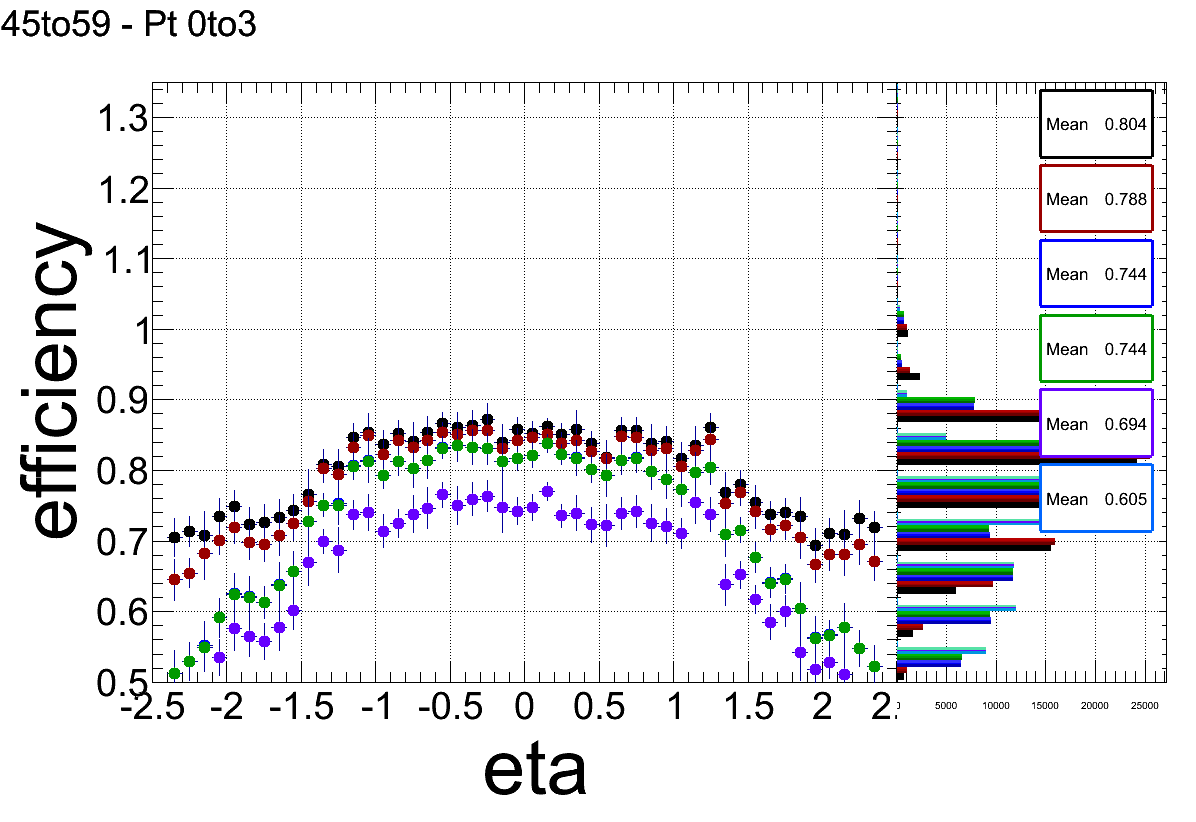 45to59 - Pt 0to3
efficiency
1.3
1.2
1.1
1
0.9
0.8
0.7
0.6
0.5
-2.5 -2 -1.5 -1 -0.5 0 0.5 1 1.5 2 2.
eta
Mean 0.804
Mean 0.788
Mean 0.744
Mean 0.744
Mean 0.694
Mean 0.605
5000 10000 15000 20000 25000